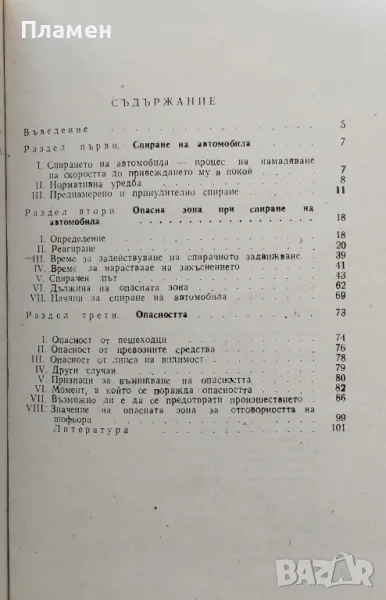 Пламен
СЪДЪРЖАНИЕ
Въведение 5
Раздел първи. Спиране на автомобила 7
I. Спирането на автомобила — процес на намаляване
на скоростта до привеждането му в покой 7
II. Нормативна уредба 8
III. Преднамерено и принудително спиране 11
Раздел втори. Опасна зона при спиране на
автомобила 18
I. Определение 18
II. Реагиране 20
III. Време за задействуване на спирачното задвижване. 39
IV. Време за нарастваае на закъснението 41
V. Спирачен път 43
VI. Дължина на опасната зона 62
VII. Начини за спиране на автомобила 69
Раздел трети. Опасността 73
I. Опасност от пешеходци 74
II. Опасност от превозните средства 76
III. Опасност от липса на видимост 78
IV. Други случаи 79
V. Признаци за възникване на опасността 80
VI. Момент, в който се поражда опасността 82
VII. Възможно ли е да се предотврати произшествието 86
VIII. Значение на опасната зона за отговорността на
шофьора 99
Литература 101
Пламен
БАЗАР